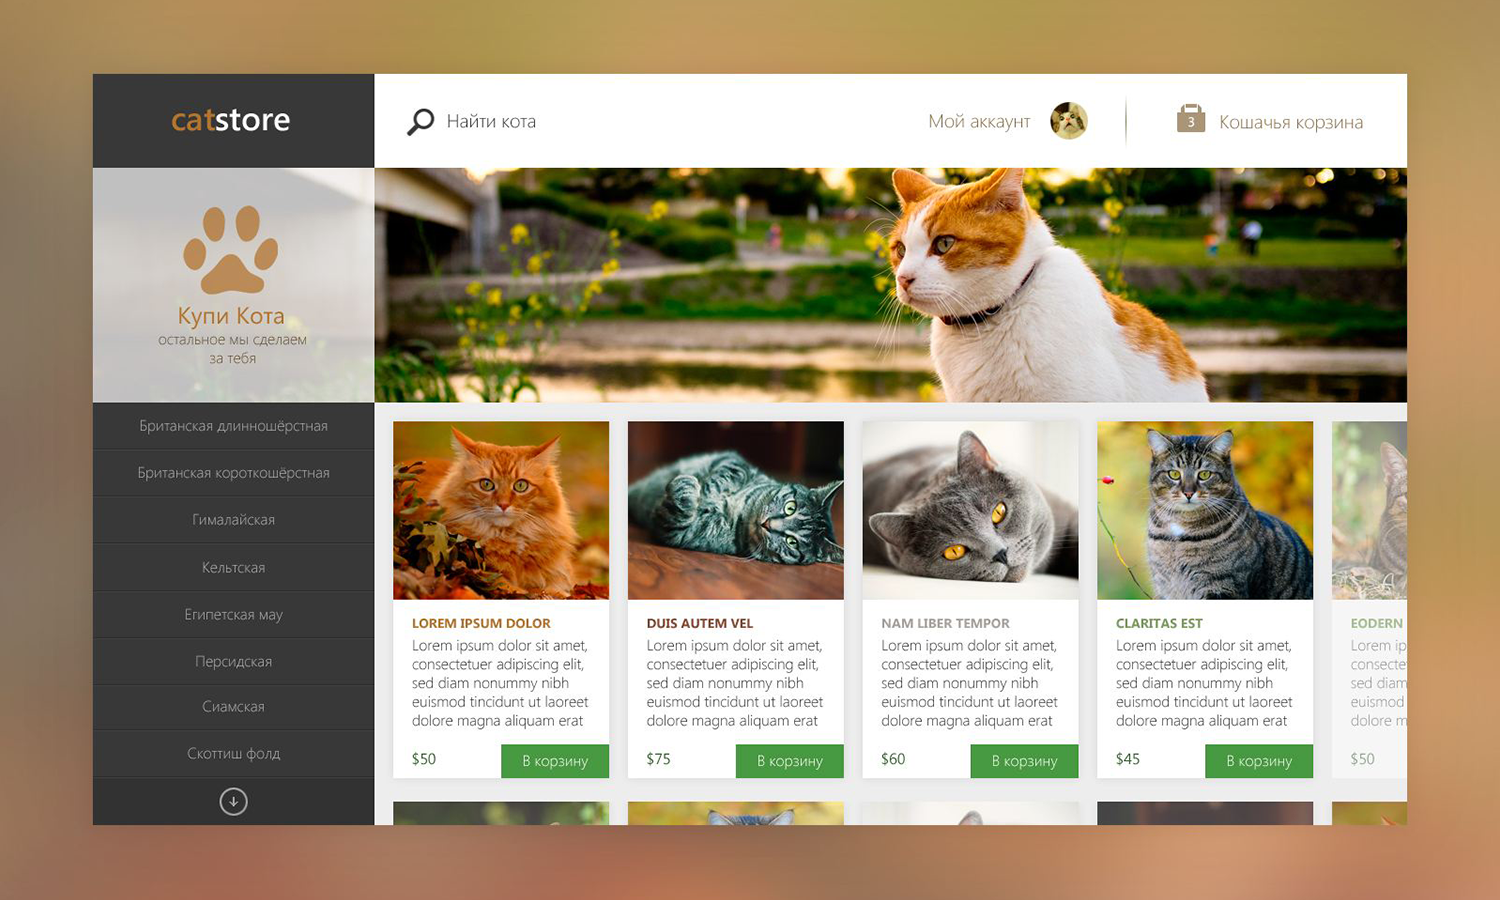 catstore
Найти кота
Мой аккаунт
3
Кошачья корзина
Купи Кота
остальное мы сделаем
за тебя
Британская длинношёрстная
Британская короткошёрстная
Гималайская
Кельтская
Египетская мау
Персидская
Сиамская
Скоттиш фолд
LOREM IPSUM DOLOR
Lorem ipsum dolor sit amet,
consectetuer adipiscing elit,
sed diam nonummy nibh
euismod tincidunt ut laoreet
dolore magna aliquam erat
$50
В корзину
DUIS AUTEM VEL
Lorem ipsum dolor sit amet,
consectetuer adipiscing elit,
sed diam nonummy nibh
euismod tincidunt ut laoreet
dolore magna aliquam erat
$75
В корзину
NAM LIBER TEMPOR
Lorem ipsum dolor sit amet,
consectetuer adipiscing elit,
sed diam nonummy nibh
euismod tincidunt ut laoreet
dolore magna aliquam erat
$60
В корзину
CLARITAS EST
Lorem ipsum dolor sit amet,
consectetuer adipiscing elit,
sed diam nonummy nibh
euismod tincidunt ut laoreet
dolore magna aliquam erat
$45
В корзину
EODERN
Lorem ip
consecte
sed diam
euismod
dolore m
$50